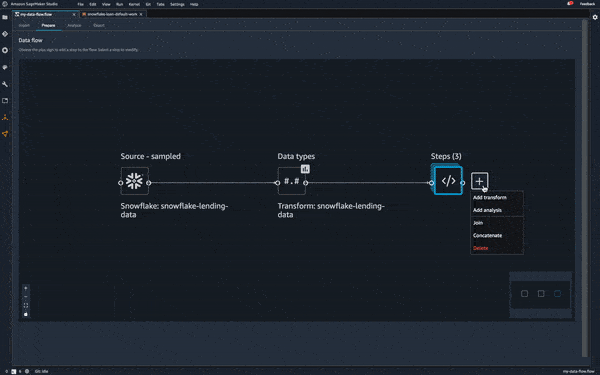 Amazon SageMaker Studio
File Edit View Run Kernel Git Tabs Settings Help
Feedback
my-data-flow.flow
snowflake-loan-default-work
Import Prepare Analyze Export
Data flow
Choose the plus sign to add a step to the flow. Select a step to modify.
Source - sampled
Data types
Steps (3)
#.#
</>
+
Snowflake: snowflake-lending-
data
Transform: snowflake-lending-
data
Add transform
Add analysis
Join
Concatenate
Delete
Git: idle
my-data-flow.flow